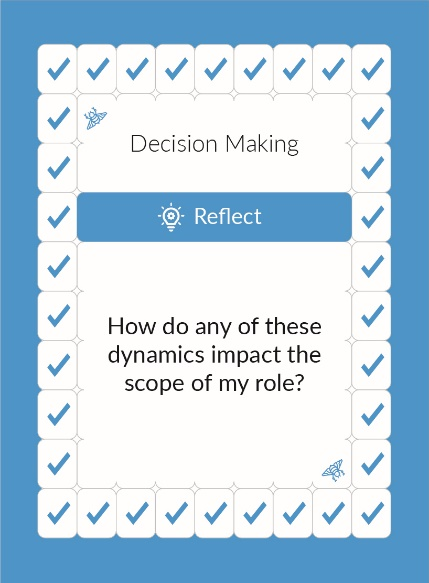 Decision Making
Reflect
How do any of these
dynamics impact the
scope of my role?